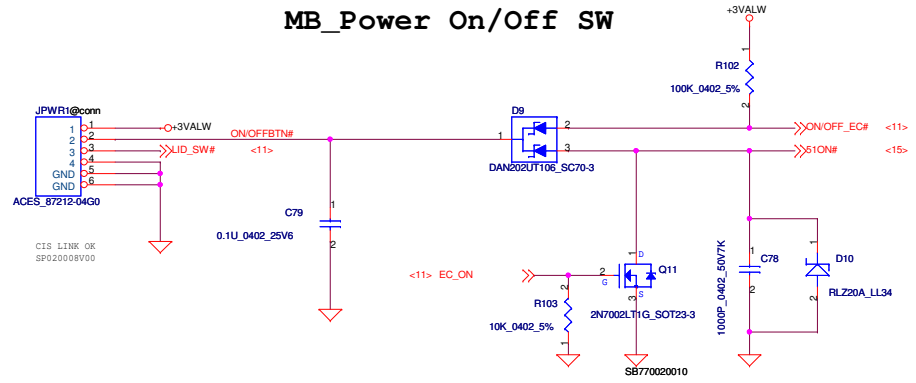 MB_Power On/Off SW
+3VALW
1
R102
100K_0402_5%
2
JPWR1@conn
1 1
2 2
3 3
4 4
GND 5
GND 6
ACES_87212-04G0
+3VALW
LID_SW#
ON/OFFBTN#
<11>
CIS LINK OK
SP020008V00
1
C79
0.1U_0402_25V6
2
D9
1
2
3
DAN202UT106_SC70-3
ON/OFF_EC# <11>
51ON# <15>
<11> EC_ON
2
R103
10K_0402_5%
1
1 D
2
G
Q11
S
3
2N7002LT1G_SOT23-3
SB770020010
1
C78
2
1000P_0402_50V7K
1
D10
2
RLZ20A_LL34